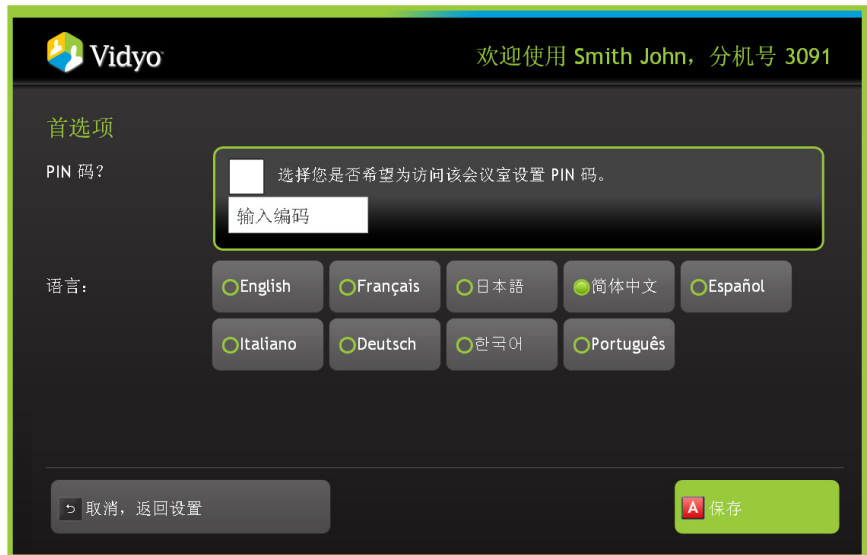 Vidyo
欢迎使用 Smith John，分机号 3091
首选项
PIN 码？
选择您是否希望为访问该会议室设置 PIN 码。
输入编码
语言：
English Français 日本語 简体中文 Español
Italiano Deutsch 한국어 Português
取消，返回设置
A 保存